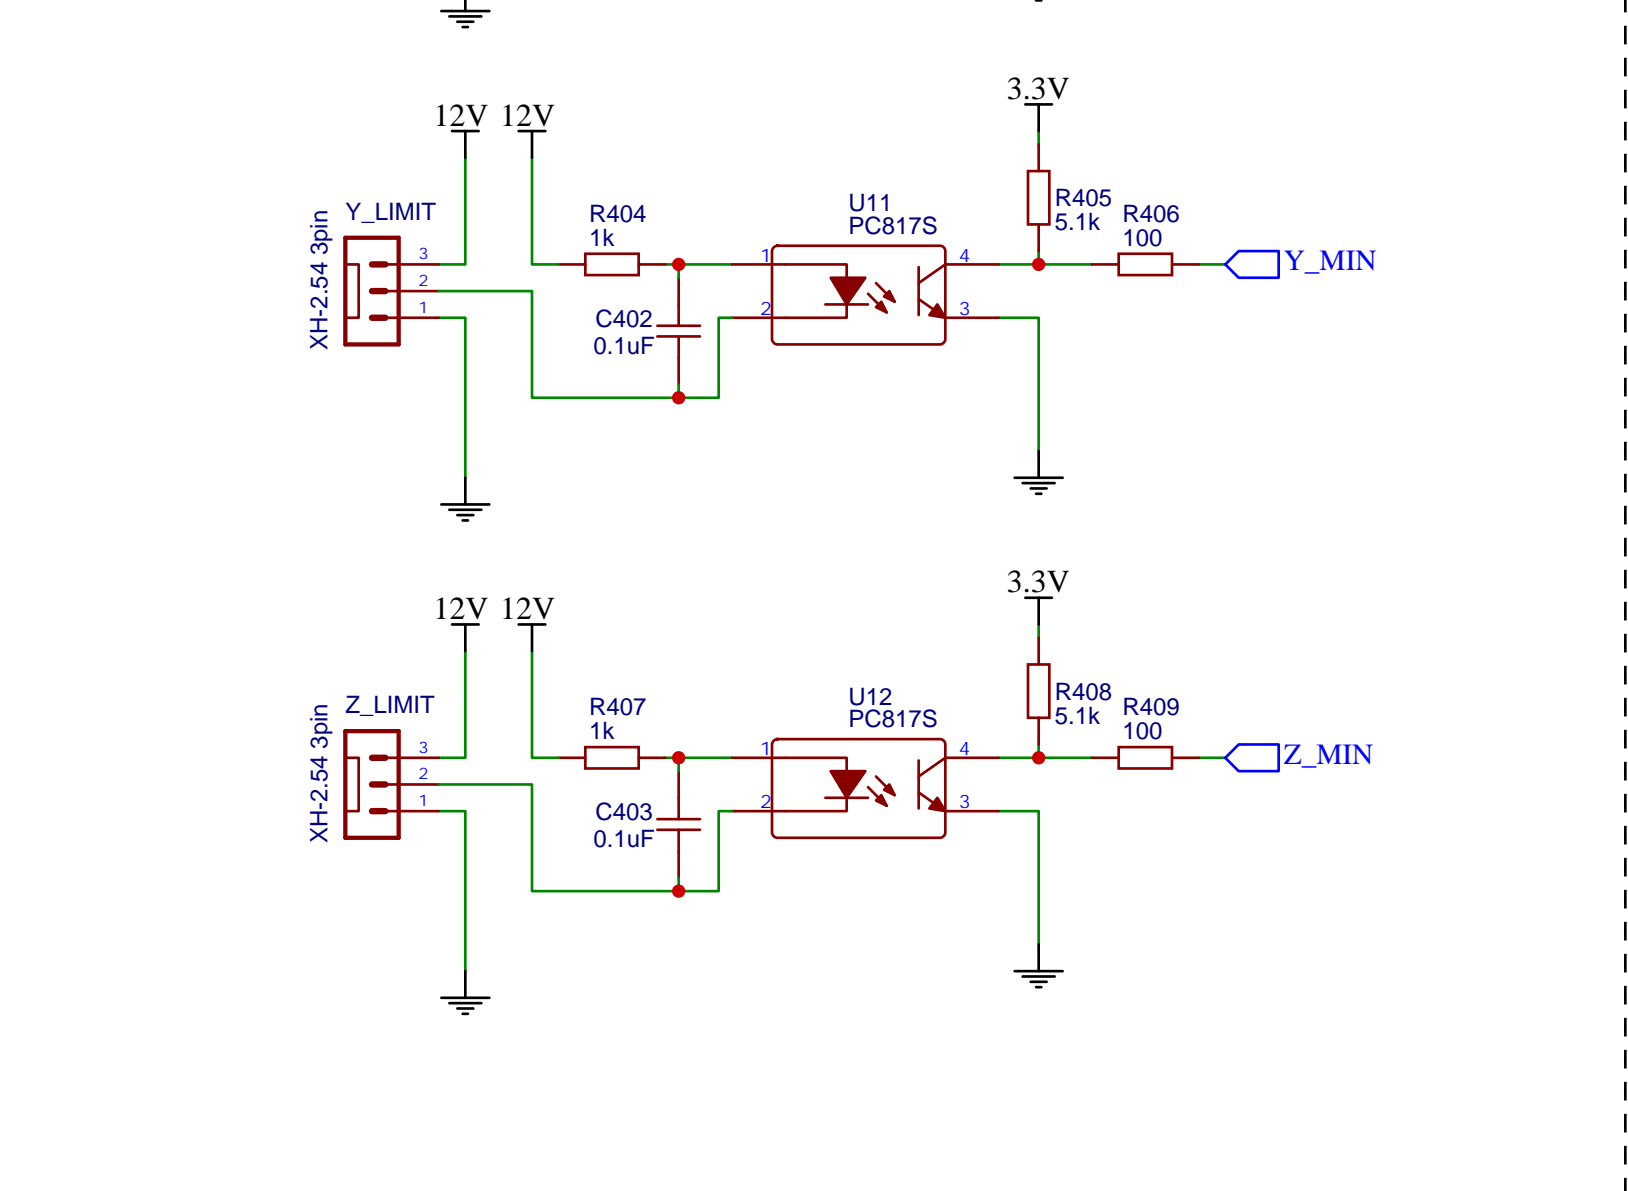 3.3V
12V 12V
Y_LIMIT
XH-2.54 3pin
3
2
1
R404
1k
C402
0.1uF
U11
PC817S
1
2
4
3
R405
5.1k
R406
100
Y_MIN
3.3V
12V 12V
Z_LIMIT
XH-2.54 3pin
3
2
1
R407
1k
C403
0.1uF
U12
PC817S
1
2
4
3
R408
5.1k
R409
100
Z_MIN